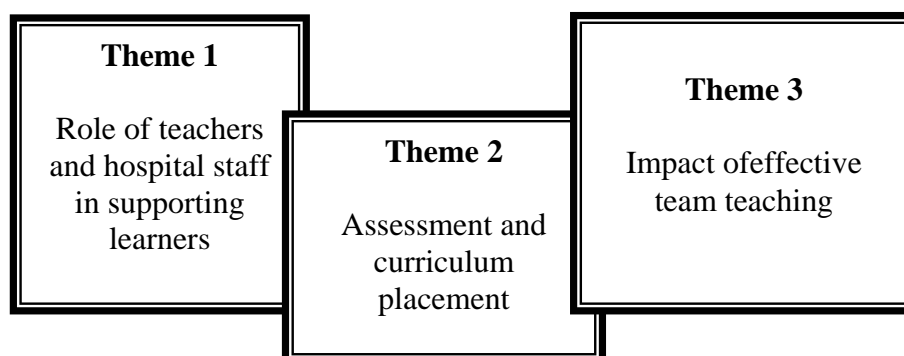 Theme 1
Role of teachers
and hospital staff
in supporting
learners
Theme 2
Assessment and
curriculum
placement
Theme 3
Impact ofeffective
team teaching